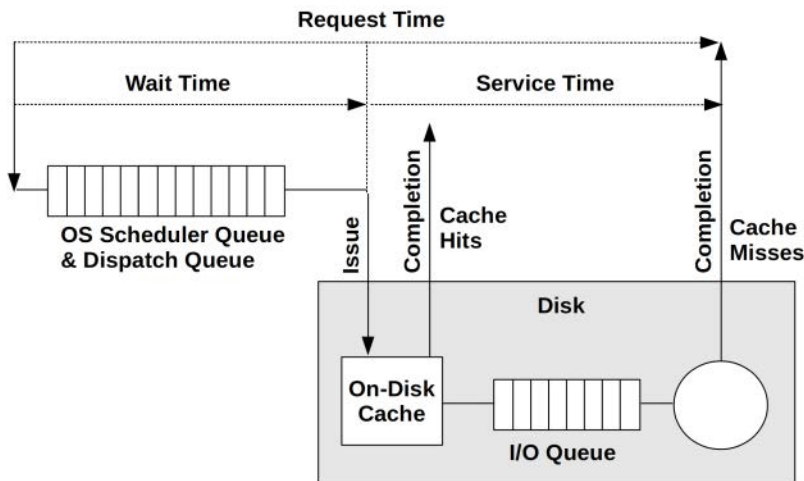 Request Time
Wait Time
Service Time
OS Scheduler Queue
& Dispatch Queue
Issue
Completion
Cache
Hits
Completion
Cache
Misses
Disk
On-Disk
Cache
I/O Queue